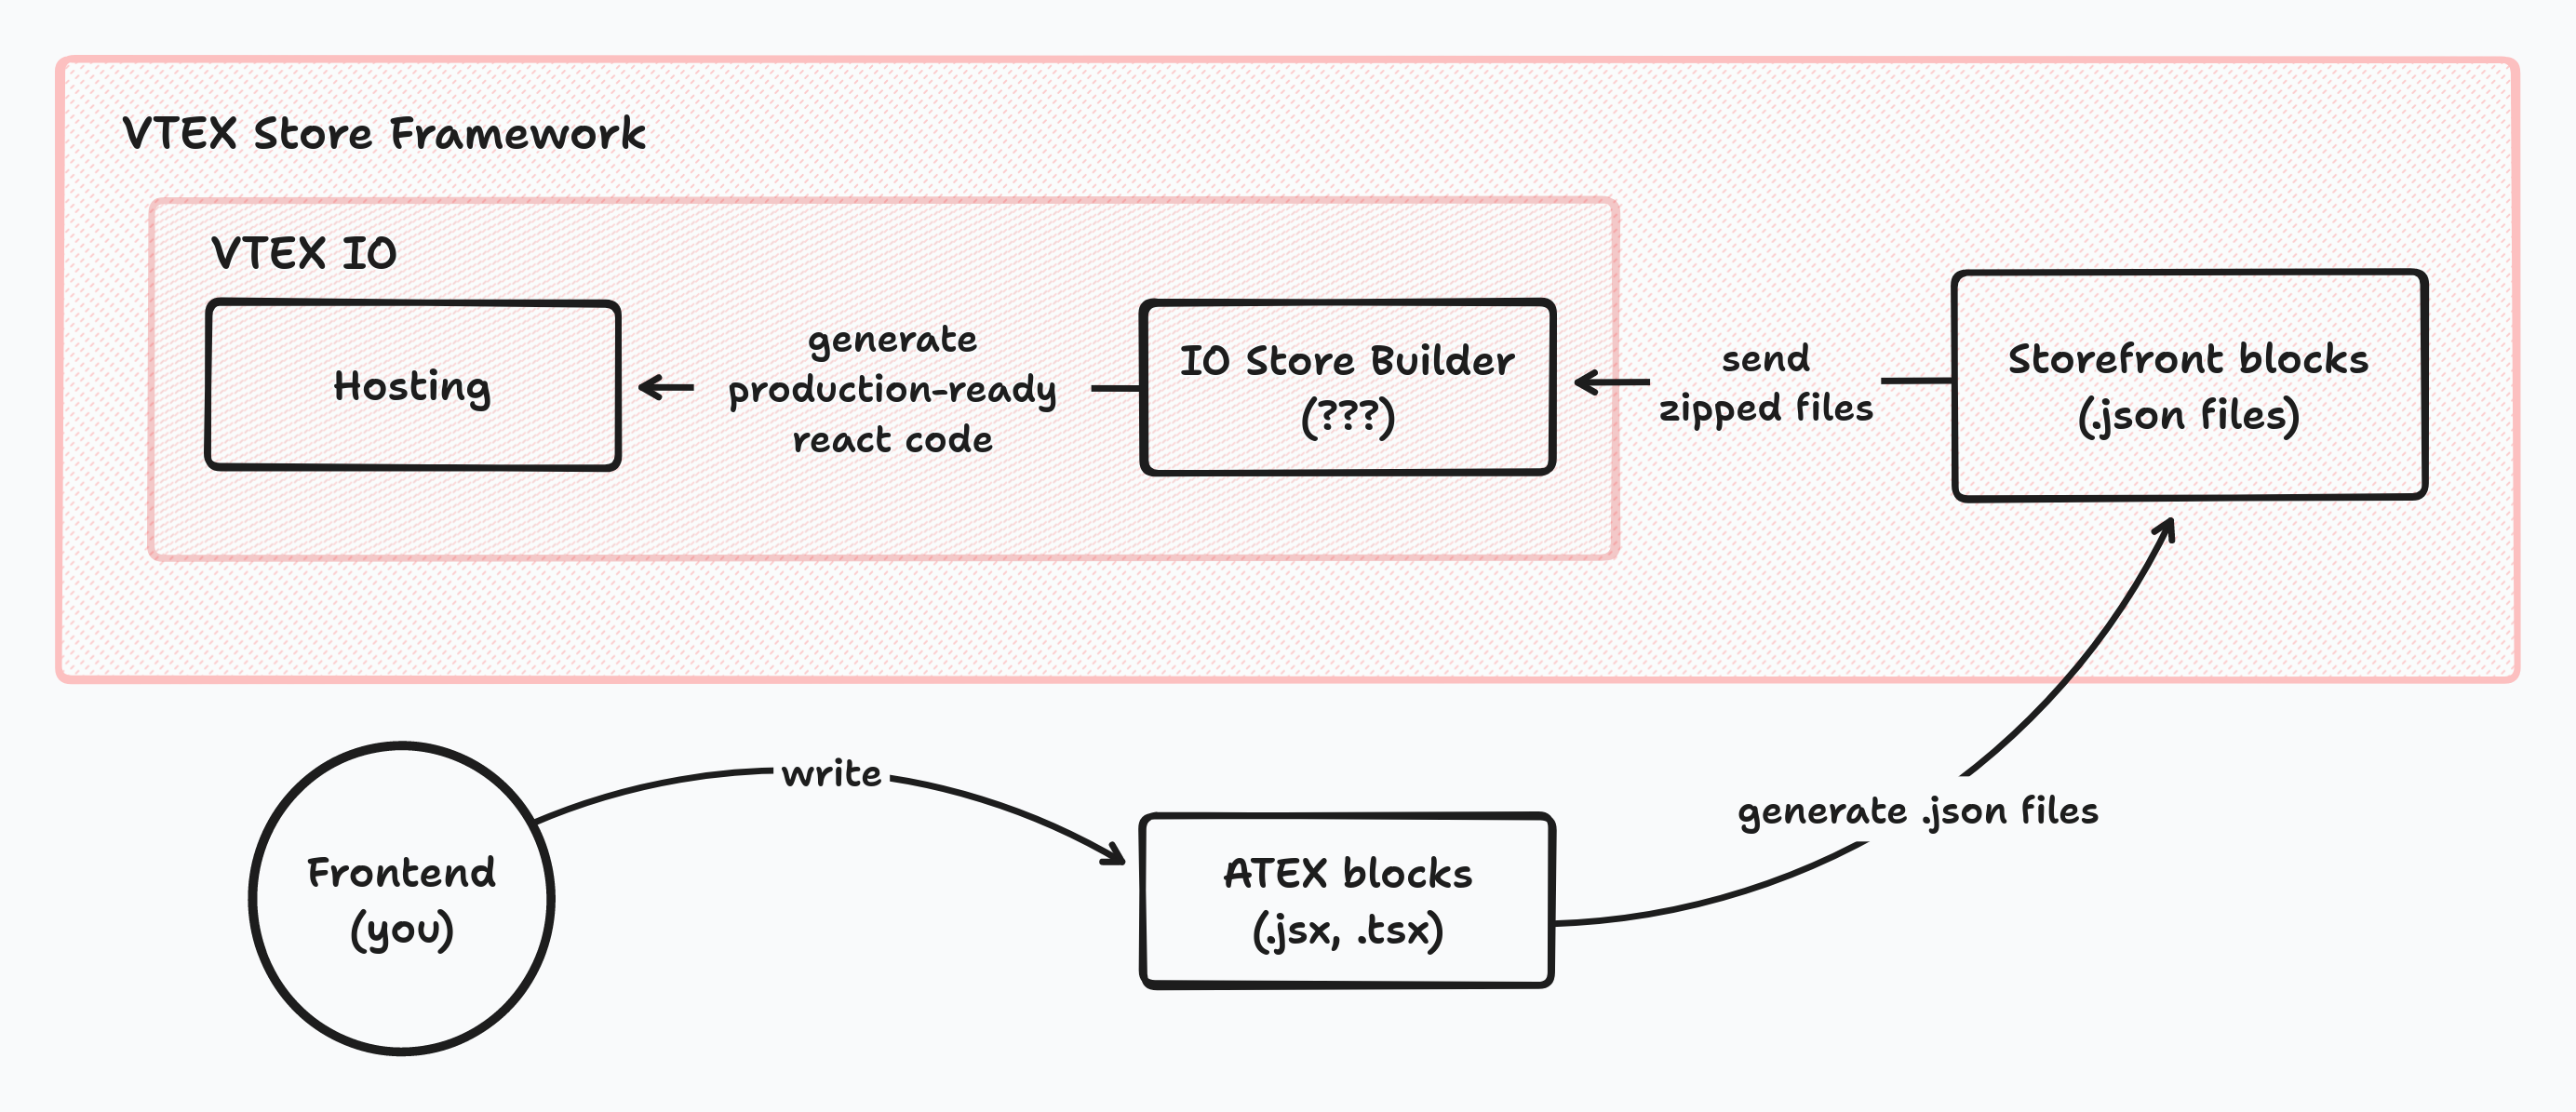 VTEX Store Framework
VTEX IO
Hosting
generate
production-ready
react code
IO Store Builder
(???)
send
zipped files
Storefront blocks
(.json files)
write
generate .json files
Frontend
(you)
ATEX blocks
(.jsx, .tsx)